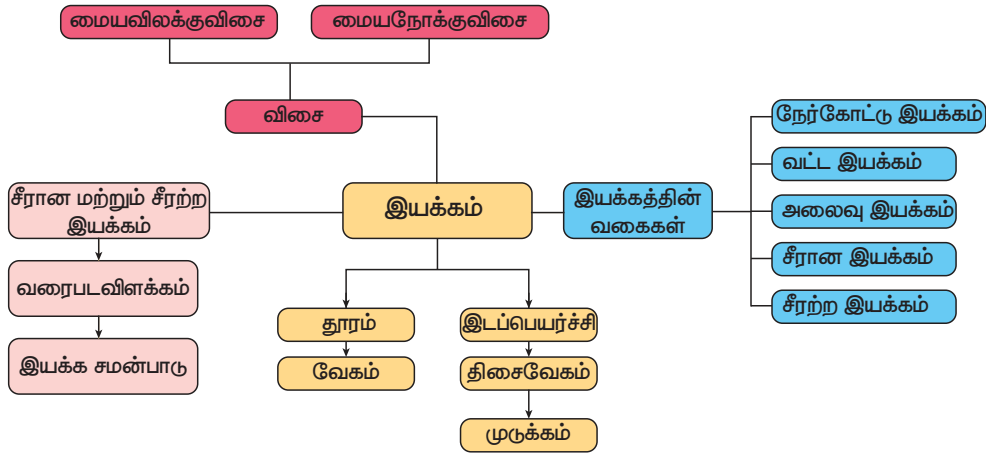 மையவிலக்குவிசை
மையநோக்குவிசை
விசை
நேர்கோட்டு இயக்கம்
வட்ட இயக்கம்
சீரான மற்றும் சீரற்ற
இயக்கம்
இயக்கம்
இயக்கத்தின்
வகைகள்
அலைவு இயக்கம்
சீரான இயக்கம்
சீரற்ற இயக்கம்
வரைபடவிளக்கம்
இயக்க சமன்பாடு
தூரம்
இடப்பெயர்ச்சி
வேகம்
திசைவேகம்
முடுக்கம்